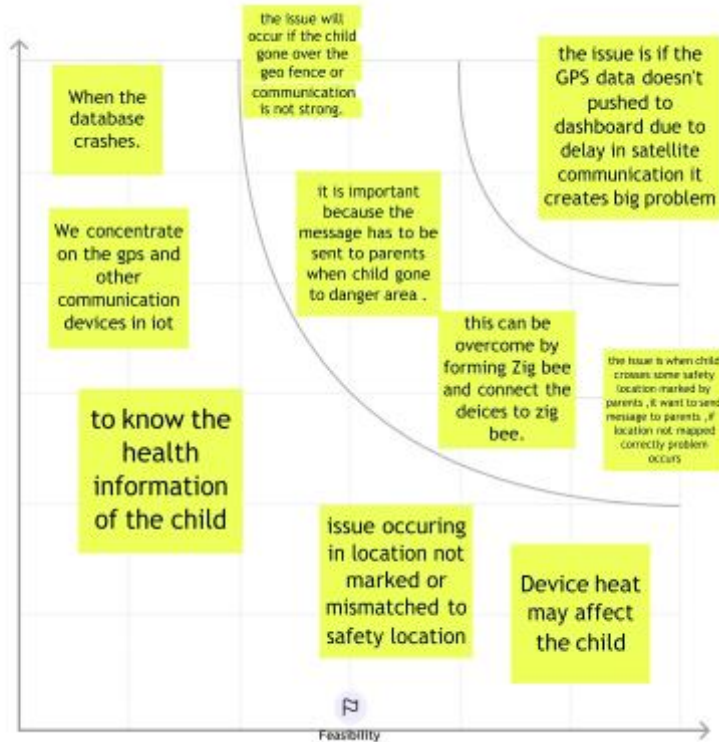 the issue will
occur if the child
gone over the
geo fence or
communication
is not strong.
the issue is if the
GPS data doesn't
pushed to
dashboard due to
delay in satellite
communication it
creates big problem
When the
database
crashes.
it is important
because the
message has to be
sent to parents
when child gone
to danger area .
We concentrate
on the gps and
other
communication
devices in iot
this can be
overcome by
forming Zig bee
and connect the
deices to zig
bee.
the issue is when child
crosses some safety
location marked by
parents ,it want to send
message to parents ,if
location not mapped
correctly problem
occurs
to know the
health
information
of the child
issue occuring
in location not
marked or
mismatched to
safety location
Device heat
may affect
the child
Feasibility